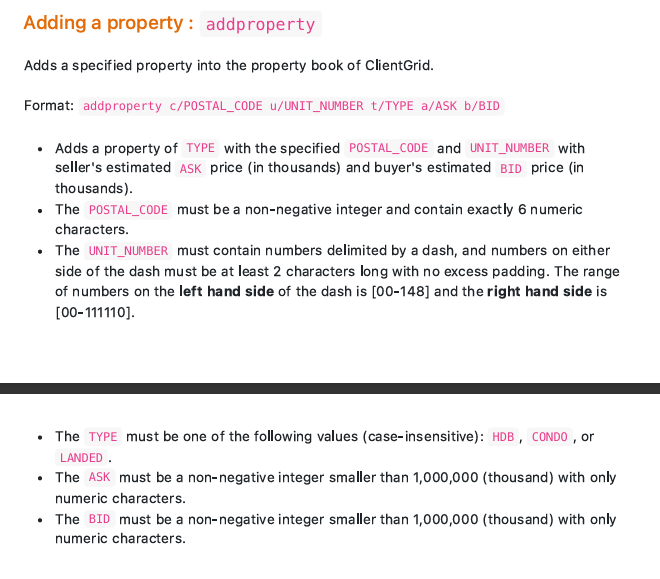 Adding a property : addproperty
Adds a specified property into the property book of ClientGrid.
Format: addproperty c/POSTAL_CODE u/UNIT_NUMBER t/TYPE a/ASK b/BID
• Adds a property of TYPE with the specified POSTAL_CODE and UNIT_NUMBER with
seller's estimated ASK price (in thousands) and buyer's estimated BID price (in
thousands).
• The POSTAL_CODE must be a non-negative integer and contain exactly 6 numeric
characters.
• The UNIT_NUMBER must contain numbers delimited by a dash, and numbers on either
side of the dash must be at least 2 characters long with no excess padding. The range
of numbers on the left hand side of the dash is [00-148] and the right hand side is
[00-111110].
• The TYPE must be one of the following values (case-insensitive): HDB , CONDO , or
LANDED .
• The ASK must be a non-negative integer smaller than 1,000,000 (thousand) with only
numeric characters.
• The BID must be a non-negative integer smaller than 1,000,000 (thousand) with only
numeric characters.